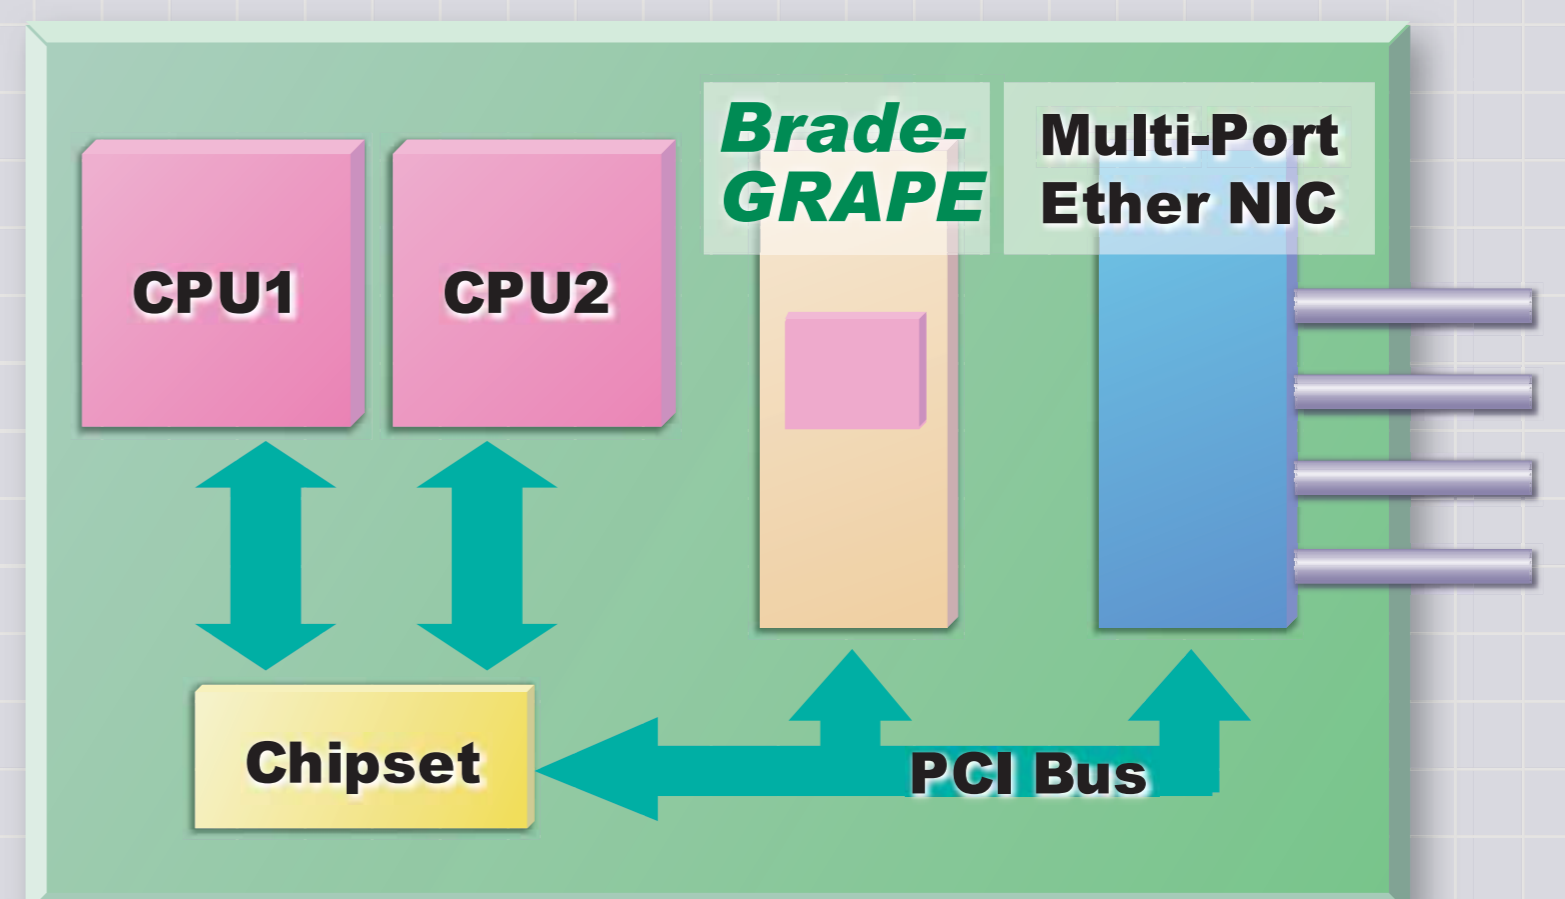 Brade-
GRAPE
Multi-Port
Ether NIC
CPU1
CPU2
Chipset
PCI Bus